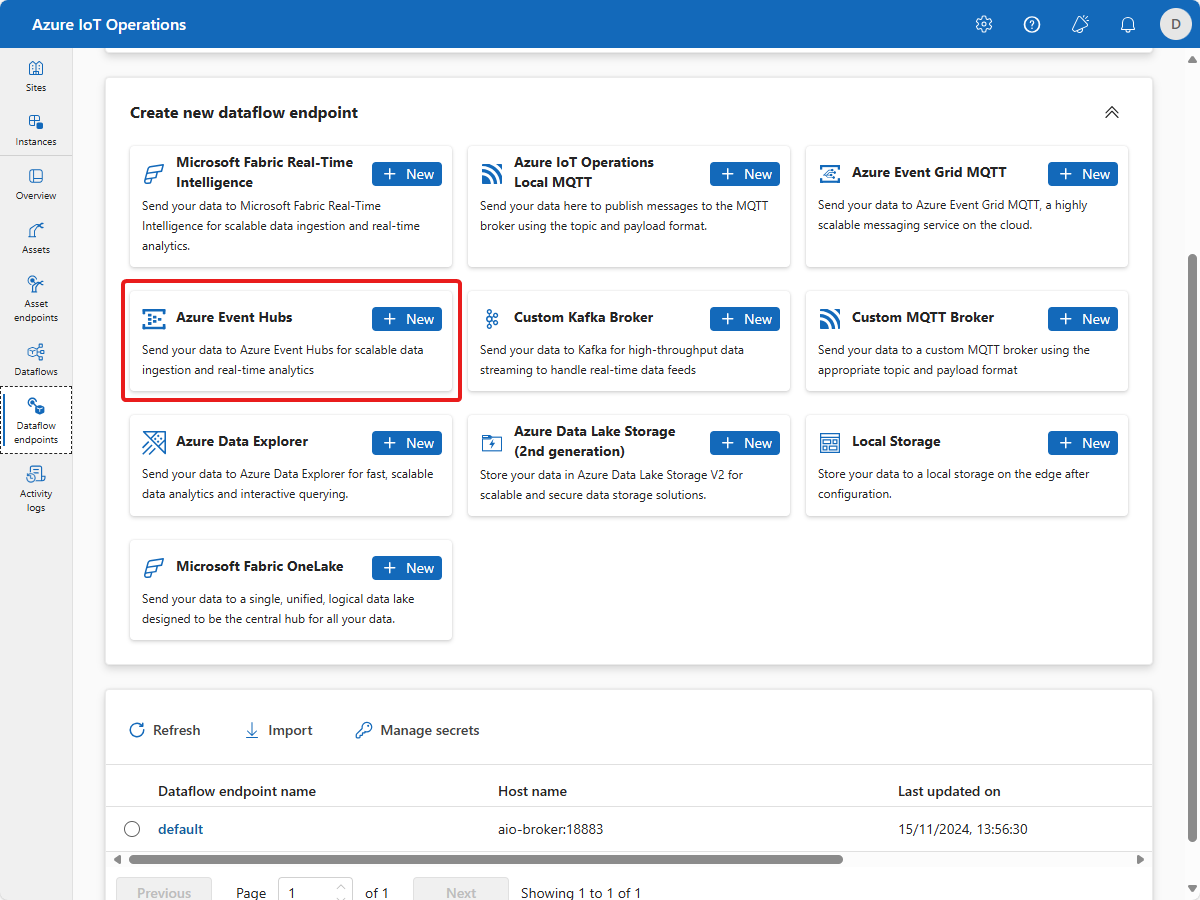 Azure IoT Operations
D
Sites
Instances
Overview
Assets
Asset
endpoints
Dataflows
Dataflow
endpoints
Activity
logs
Create new dataflow endpoint
Microsoft Fabric Real-Time
Intelligence
New
Send your data to Microsoft Fabric Real-Time
Intelligence for scalable data ingestion and real-time
analytics.
Azure IoT Operations
Local MQTT
New
Send your data here to publish messages to the MQTT
broker using the topic and payload format.
Azure Event Grid MQTT
New
Send your data to Azure Event Grid MQTT, a highly
scalable messaging service on the cloud.
Azure Event Hubs
New
Send your data to Azure Event Hubs for scalable data
ingestion and real-time analytics
Custom Kafka Broker
New
Send your data to Kafka for high-throughput data
streaming to handle real-time data feeds
Custom MQTT Broker
New
Send your data to a custom MQTT broker using the
appropriate topic and payload format
Azure Data Explorer
New
Send your data to Azure Data Explorer for fast, scalable
data analytics and interactive querying.
Azure Data Lake Storage
(2nd generation)
New
Store your data in Azure Data Lake Storage V2 for
scalable and secure data storage solutions.
Local Storage
New
Store your data to a local storage on the edge after
configuration.
Microsoft Fabric OneLake
New
Send your data to a single, unified, logical data lake
designed to be the central hub for all your data.
Refresh Import Manage secrets
Dataflow endpoint name Host name Last updated on
default aio-broker:18883 15/11/2024, 13:56:30
Previous Page 1 of 1 Next Showing 1 to 1 of 1